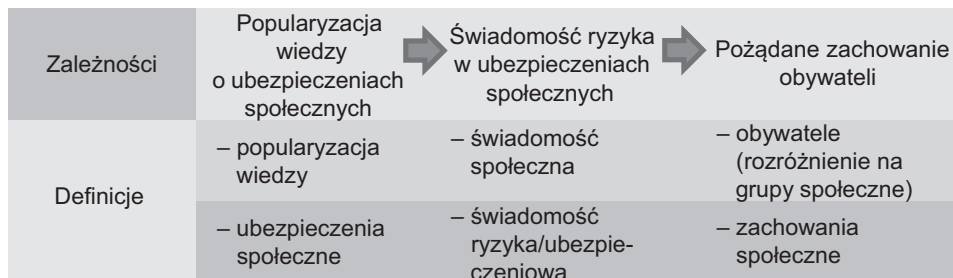 Zależności
Popularyzacja
wiedzy
o ubezpieczeniach
społecznych
Świadomość ryzyka
w ubezpieczeniach
społecznych
Pożądane zachowanie
obywateli
Definicje
– popularyzacja
wiedzy
– świadomość
społeczna
– obywatele
(rozróżnienie na
grupy społeczne)
– ubezpieczenia
społeczne
– świadomość
ryzyka/ubezpie-
czeniowa
– zachowania
społeczne